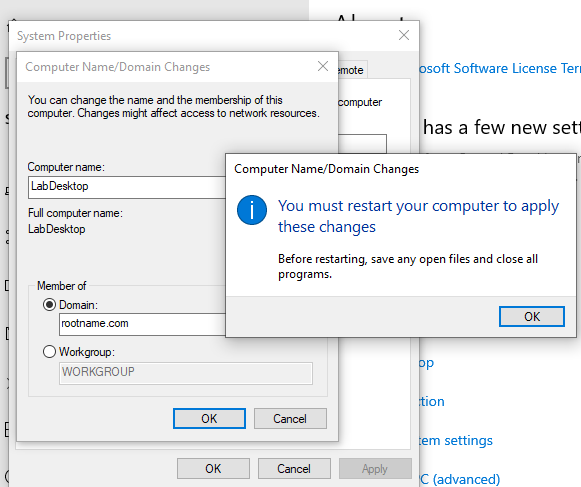 About
System Properties
Computer Name/Domain Changes
You can change the name and the membership of this
computer. Changes might affect access to network resources.
Computer name:
LabDesktop
Full computer name:
LabDesktop
Member of
Domain:
rootname.com
Workgroup:
WORKGROUP
OK
Cancel
OK
Cancel
Apply
emote
computer
Computer Name/Domain Changes
You must restart your computer to apply
these changes
Before restarting, save any open files and close all
programs.
OK
osoft Software License Ter
has a few new sett
op
ction
em settings
PC (advanced)